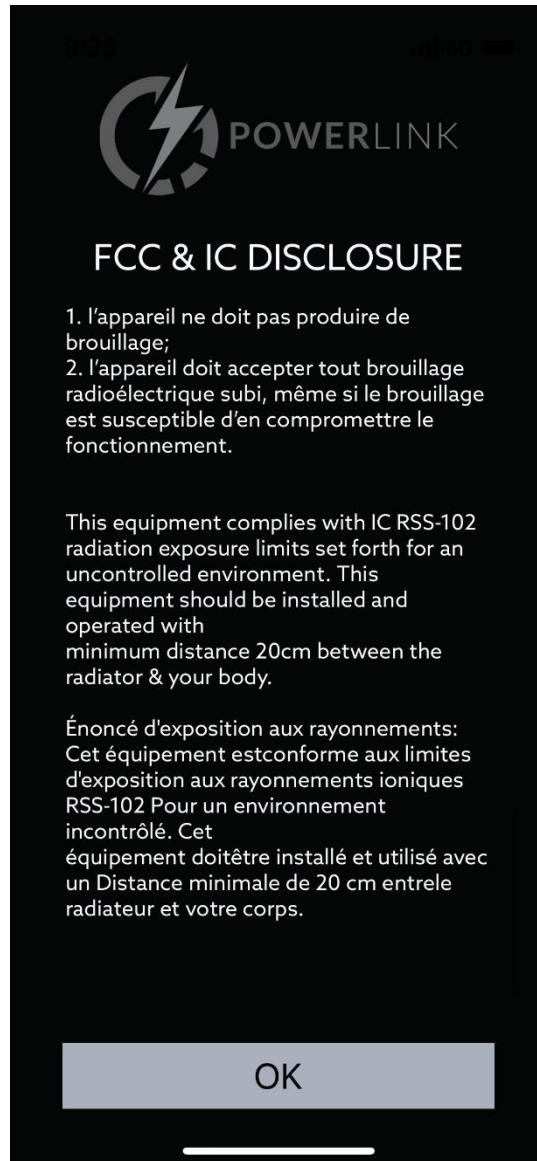 9:36
5G
POWERLINK
FCC & IC DISCLOSURE
1. l’appareil ne doit pas produire de
brouillage;
2. l’appareil doit accepter tout brouillage
radioélectrique subi, même si le brouillage
est susceptible d’en compromettre le
fonctionnement.
This equipment complies with IC RSS-102
radiation exposure limits set forth for an
uncontrolled environment. This
equipment should be installed and
operated with
minimum distance 20cm between the
radiator & your body.
Énoncé d'exposition aux rayonnements:
Cet équipement estconforme aux limites
d'exposition aux rayonnements ioniques
RSS-102 Pour un environnement
incontrôlé. Cet
équipement doitêtre installé et utilisé avec
un Distance minimale de 20 cm entrele
radiateur et votre corps.
OK